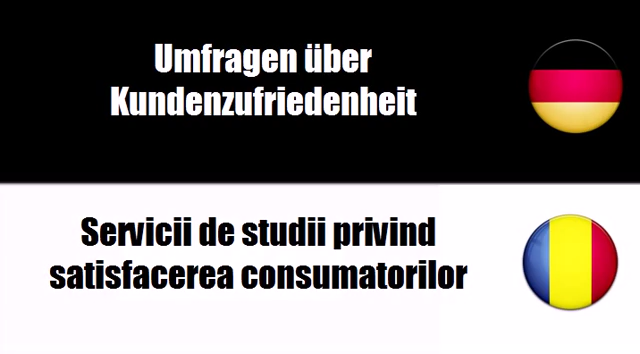 Umfragen über
Kundenzufriedenheit
Servicii de studii privind
satisfacerea consumatorilor